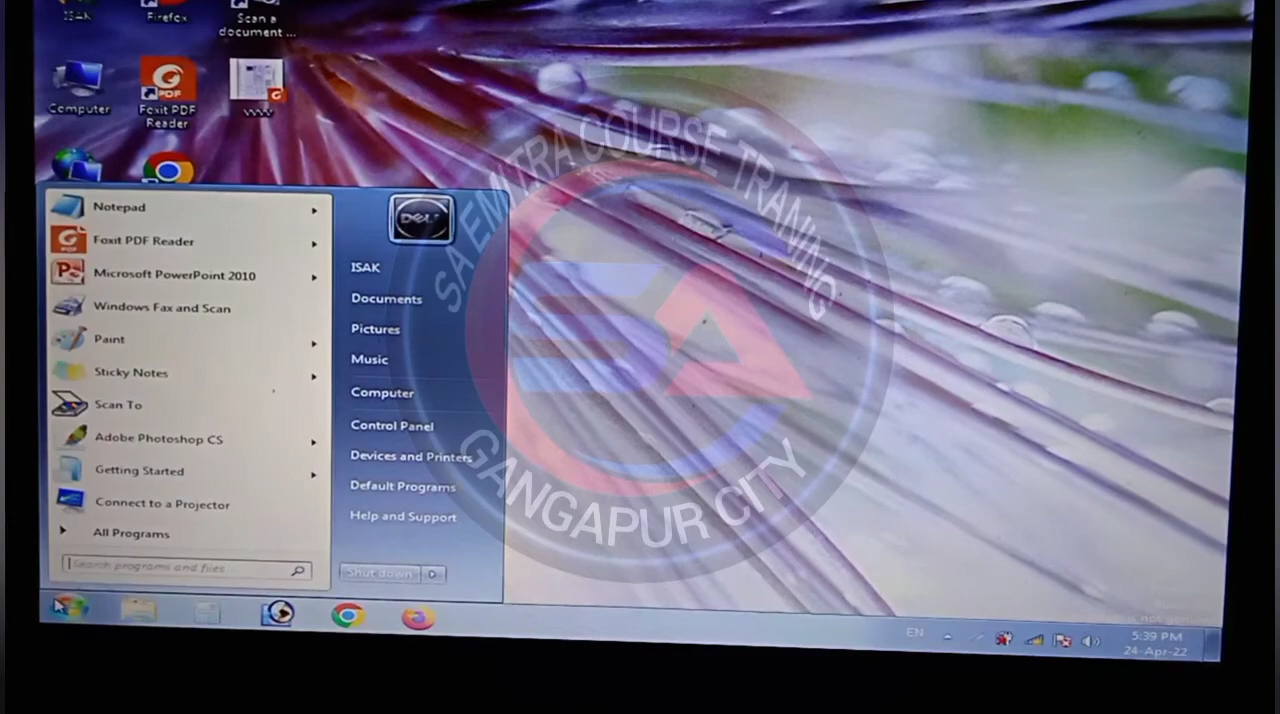 ISAK
Firefox
Scan a
document ...
Computer
Foxit PDF
Reader
Notepad
Foxit PDF Reader
Microsoft PowerPoint 2010
Windows Fax and Scan
Paint
Sticky Notes
Scan To
Adobe Photoshop CS
Getting Started
Connect to a Projector
All Programs
Search programs and files
DELL
ISAK
Documents
Pictures
Music
Computer
Control Panel
Devices and Printers
Default Programs
Help and Support
Shut down
SA EMITRA COURSE TRANING
SA
GANGAPUR CITY
EN
5:39 PM
24-Apr-22